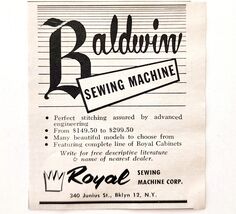 Baldwin
SEWING MACHINE
• Perfect stitching assured by advanced
engineering
• From $149.50 to $299.50
• Many beautiful models to choose from
• Featuring complete line of Royal Cabinets
Write for free descriptive literature
& name of nearest dealer.
Royal SEWING
MACHINE CORP.
340 Junius St., Bklyn 12, N.Y.